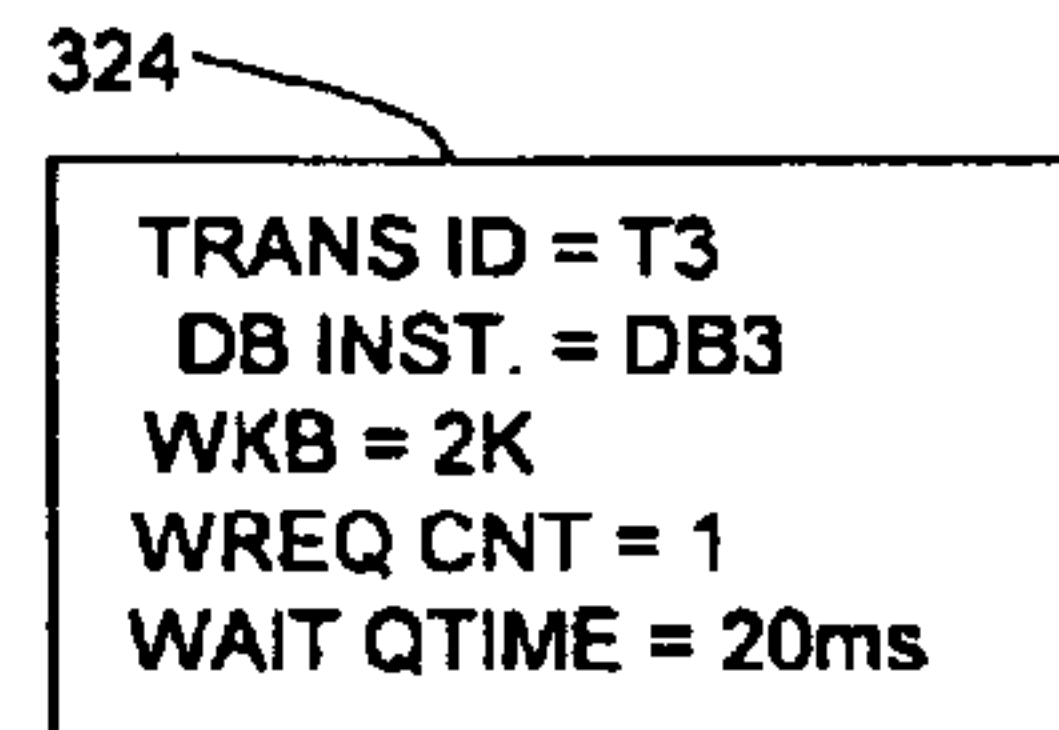 324
TRANS ID = T3
DB INST. = DB3
WKB = 2K
WREQ CNT = 1
WAIT QTIME = 20ms